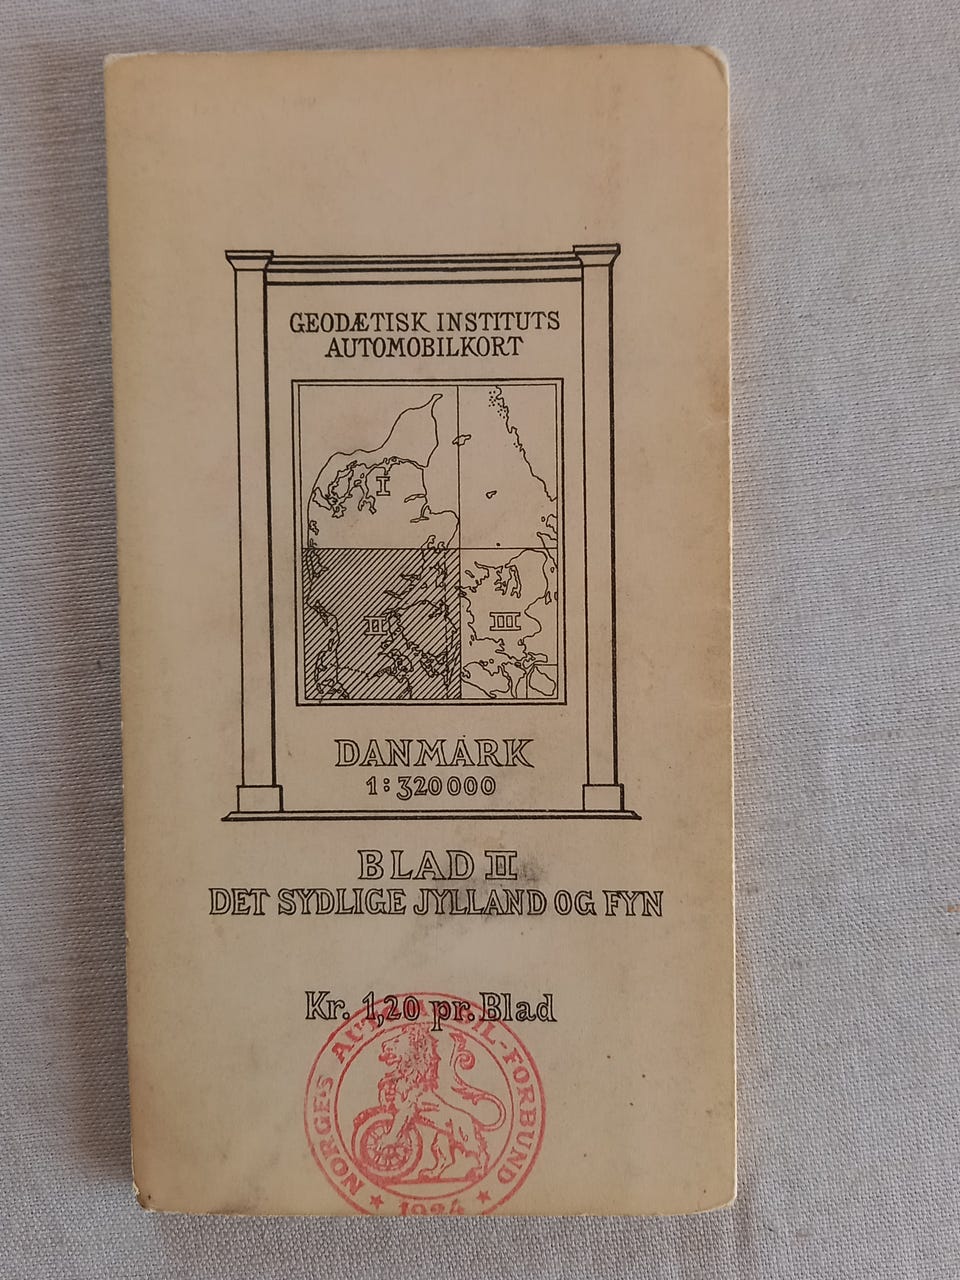 GEODÆTISK INSTITUTS
AUTOMOBILKORT
I
II
III
DANMARK
1:320000
BLAD II
DET SYDLIGE JYLLAND OG FYN
Kr. 1,20 pr. Blad
NORGES AUTOMOBIL-FORBUND
1924